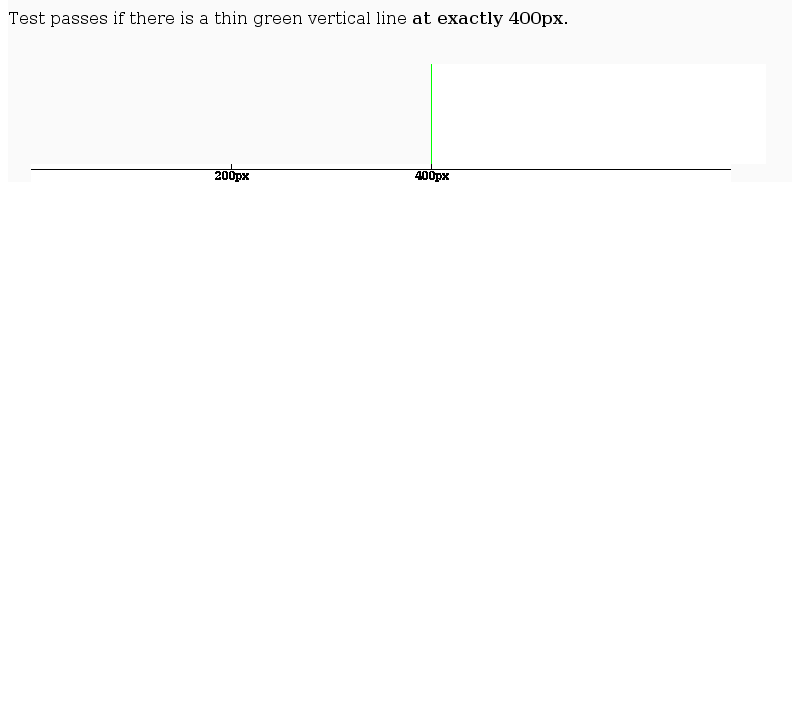 Test passes if there is a thin green vertical line at exactly 400px.
200px 400px